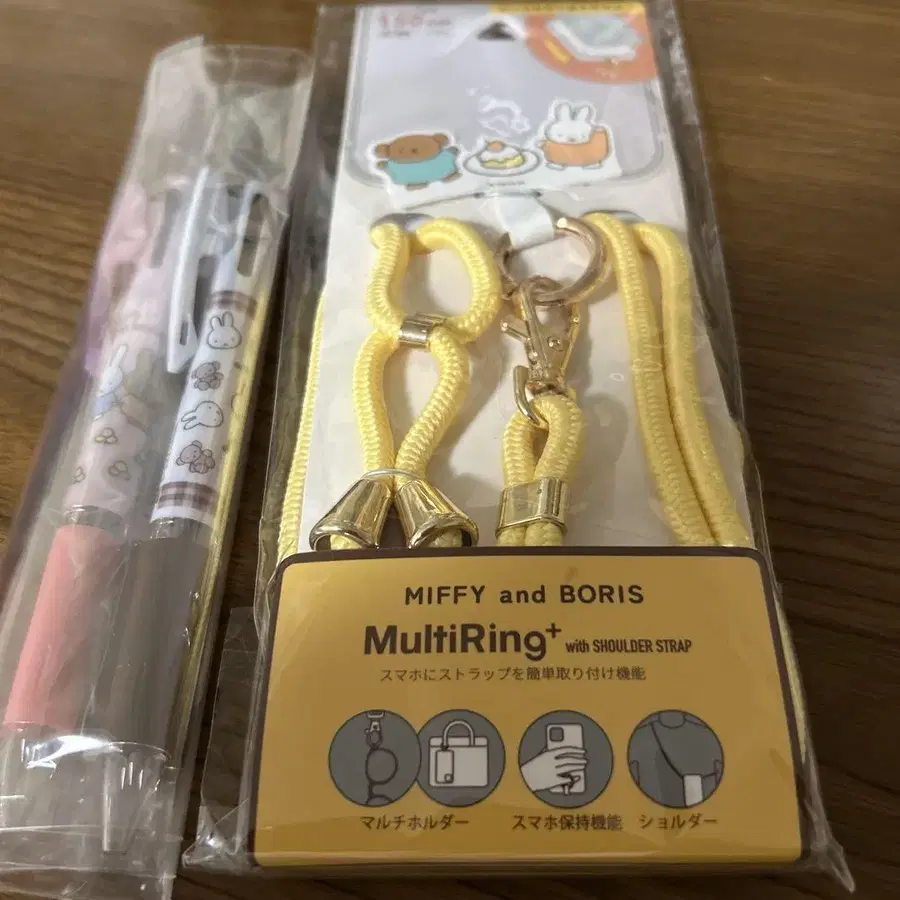 150
MIFFY and BORIS
MultiRing+ with SHOULDER STRAP
スマホにストラップを簡単取り付け機能
マルチホルダー
スマホ保持機能
ショルダー